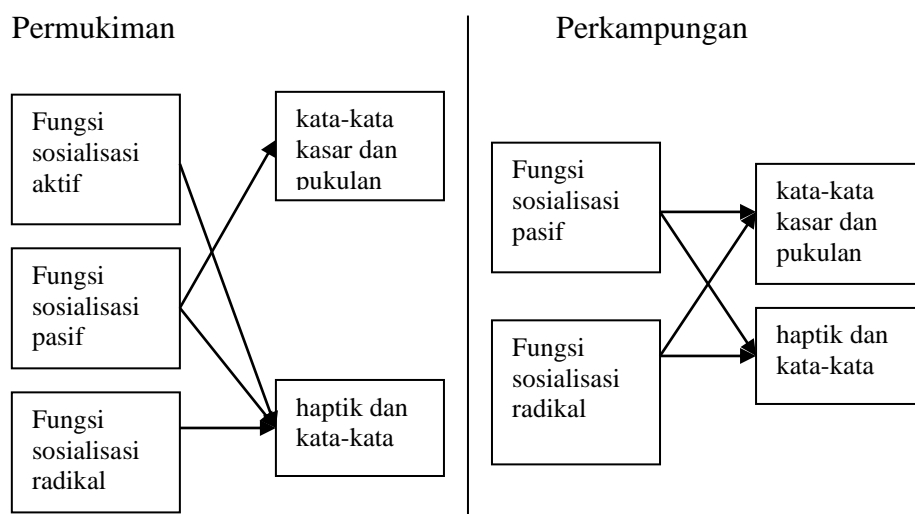 Permukiman
Fungsi
sosialisasi
aktif
Fungsi
sosialisasi
pasif
Fungsi
sosialisasi
radikal
kata-kata
kasar dan
pukulan
haptik dan
kata-kata
Perkampungan
Fungsi
sosialisasi
pasif
Fungsi
sosialisasi
radikal
kata-kata
kasar dan
pukulan
haptik dan
kata-kata